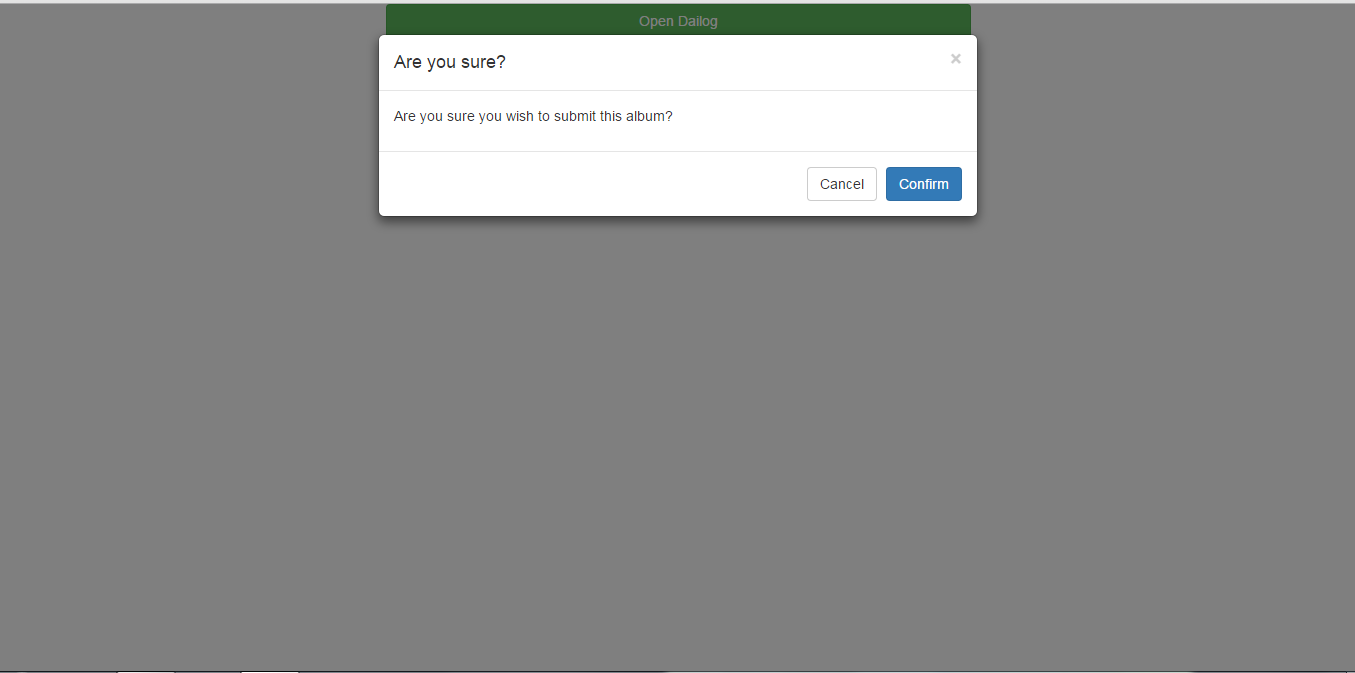 Open Dailog
Are you sure?
×
Are you sure you wish to submit this album?
Cancel
Confirm